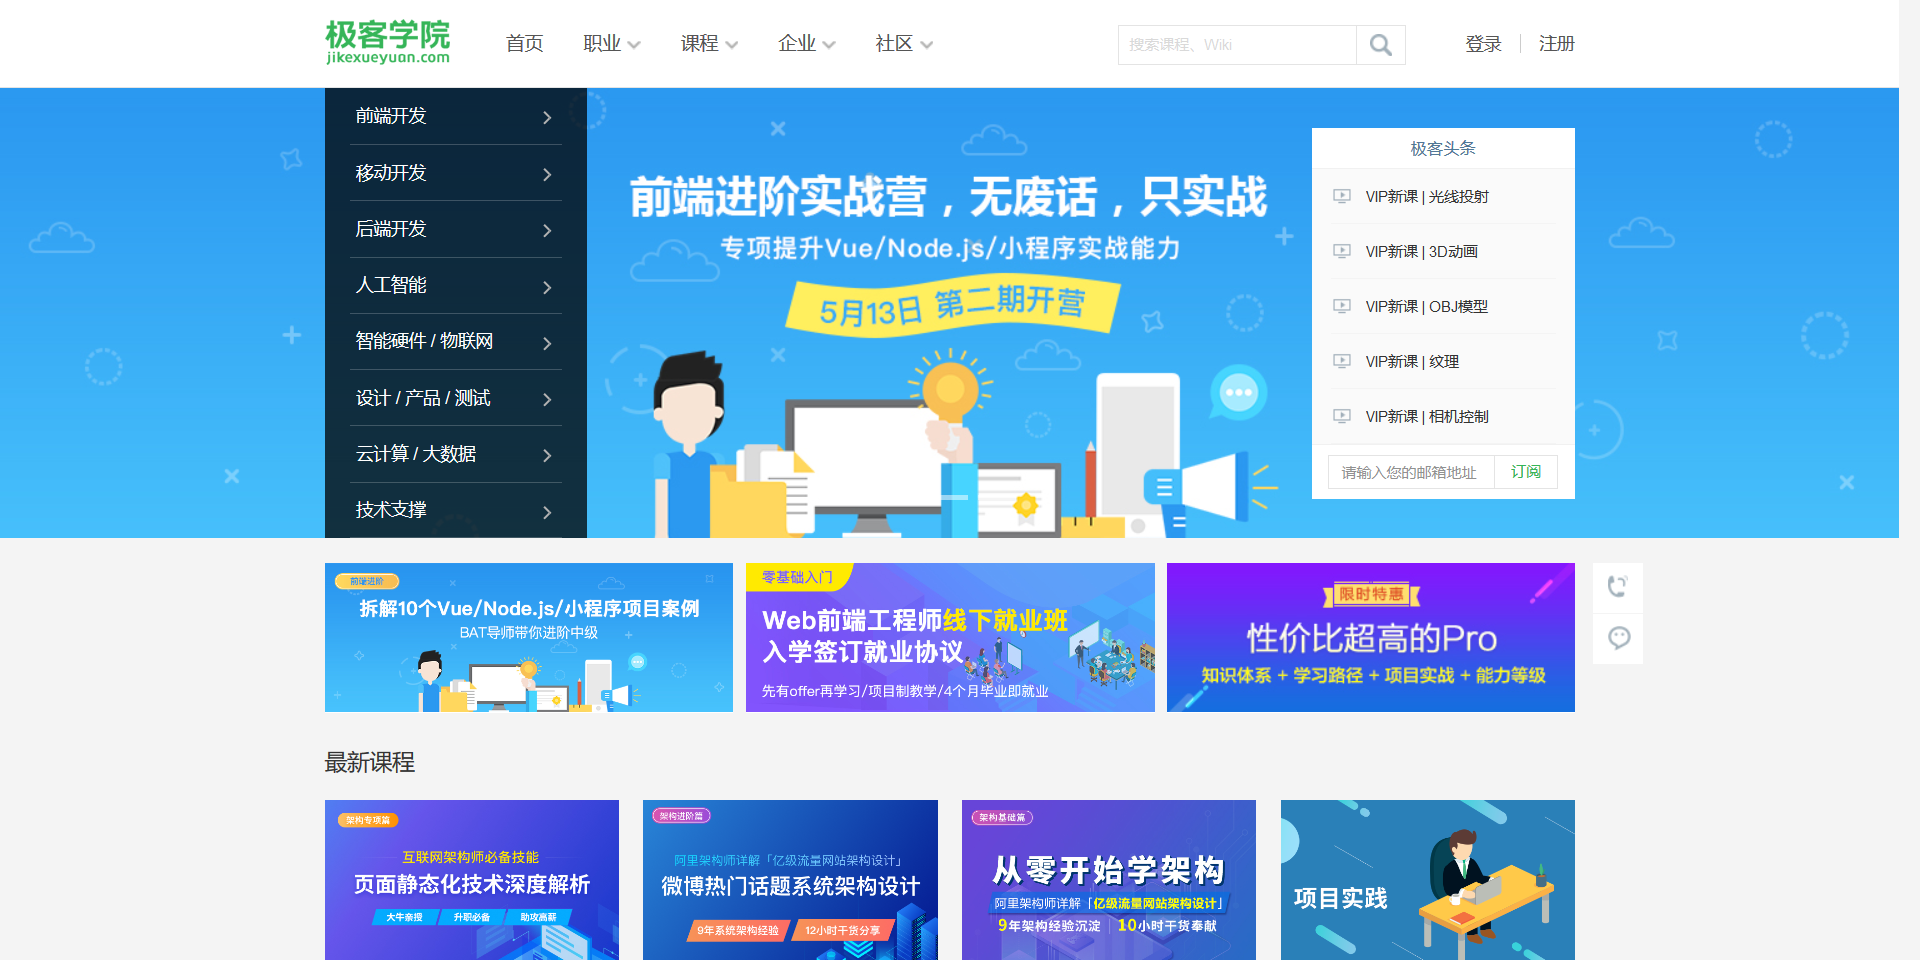 极客学院
jikexueyuan.com
首页
职业
课程
企业
社区
搜索课程、Wiki
登录
注册
前端开发
移动开发
后端开发
人工智能
智能硬件 / 物联网
设计 / 产品 / 测试
云计算 / 大数据
技术支撑
前端进阶实战营，无废话，只实战
专项提升Vue/Node.js/小程序实战能力
5月13日 第二期开营
极客头条
VIP新课 | 光线投射
VIP新课 | 3D动画
VIP新课 | OBJ模型
VIP新课 | 纹理
VIP新课 | 相机控制
请输入您的邮箱地址
订阅
前端进阶
拆解10个Vue/Node.js/小程序项目案例
BAT导师带你进阶中级
零基础入门
Web前端工程师线下就业班
入学签订就业协议
先有offer再学习/项目制教学/4个月毕业即就业
限时特惠
性价比超高的Pro
知识体系 + 学习路径 + 项目实战 + 能力等级
最新课程
架构专项篇
互联网架构师必备技能
页面静态化技术深度解析
大牛亲授
升职必备
助攻高薪
架构进阶篇
阿里架构师详解「亿级流量网站架构设计」
微博热门话题系统架构设计
9年系统架构经验
12小时干货分享
架构基础篇
从零开始学架构
阿里架构师详解「亿级流量网站架构设计」
9年架构经验沉淀
10小时干货奉献
项目实践